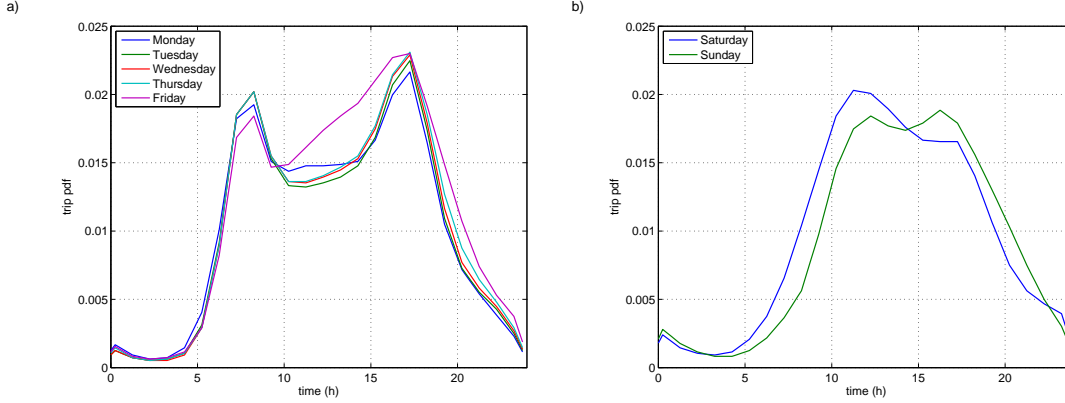 a)
0.025
0.02
0.015
0.01
0.005
0
trip pdf
Monday
Tuesday
Wednesday
Thursday
Friday
0 5 10 15 20
time (h)
b)
0.025
0.02
0.015
0.01
0.005
0
trip pdf
Saturday
Sunday
0 5 10 15 20
time (h)